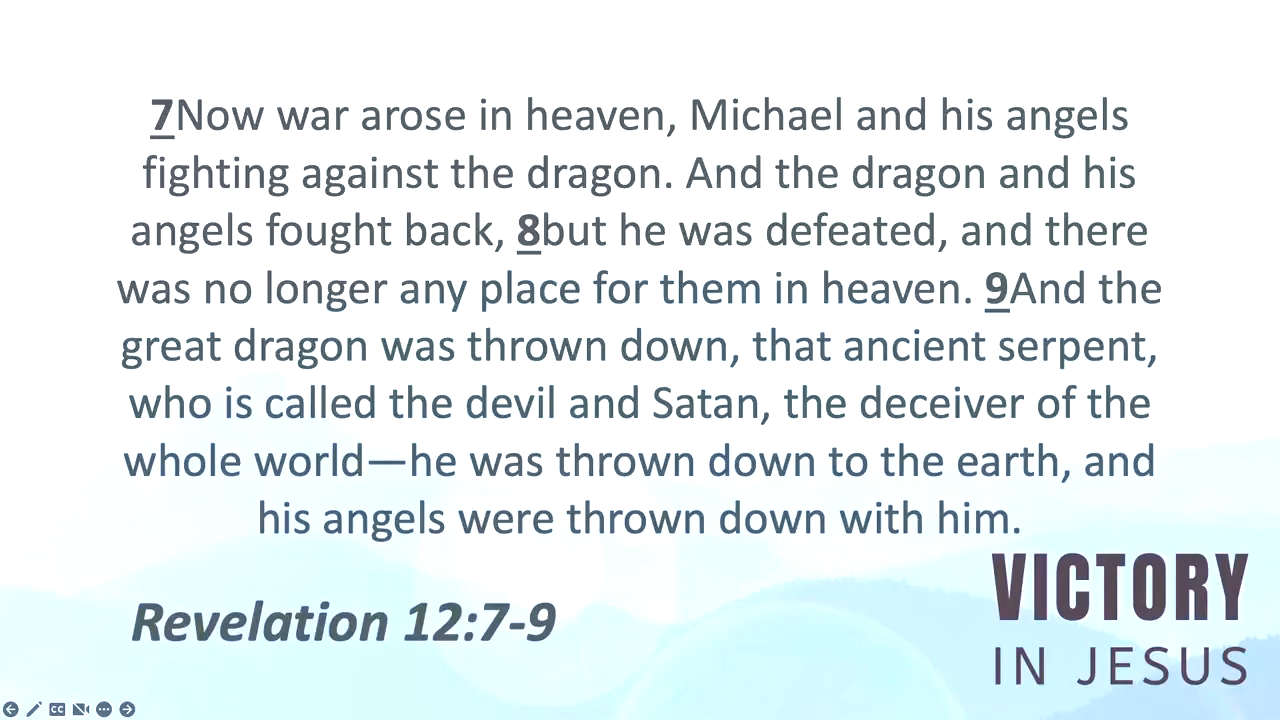 7Now war arose in heaven, Michael and his angels
fighting against the dragon. And the dragon and his
angels fought back, 8but he was defeated, and there
was no longer any place for them in heaven. 9And the
great dragon was thrown down, that ancient serpent,
who is called the devil and Satan, the deceiver of the
whole world—he was thrown down to the earth, and
his angels were thrown down with him.
Revelation 12:7-9
VICTORY
IN JESUS
CC